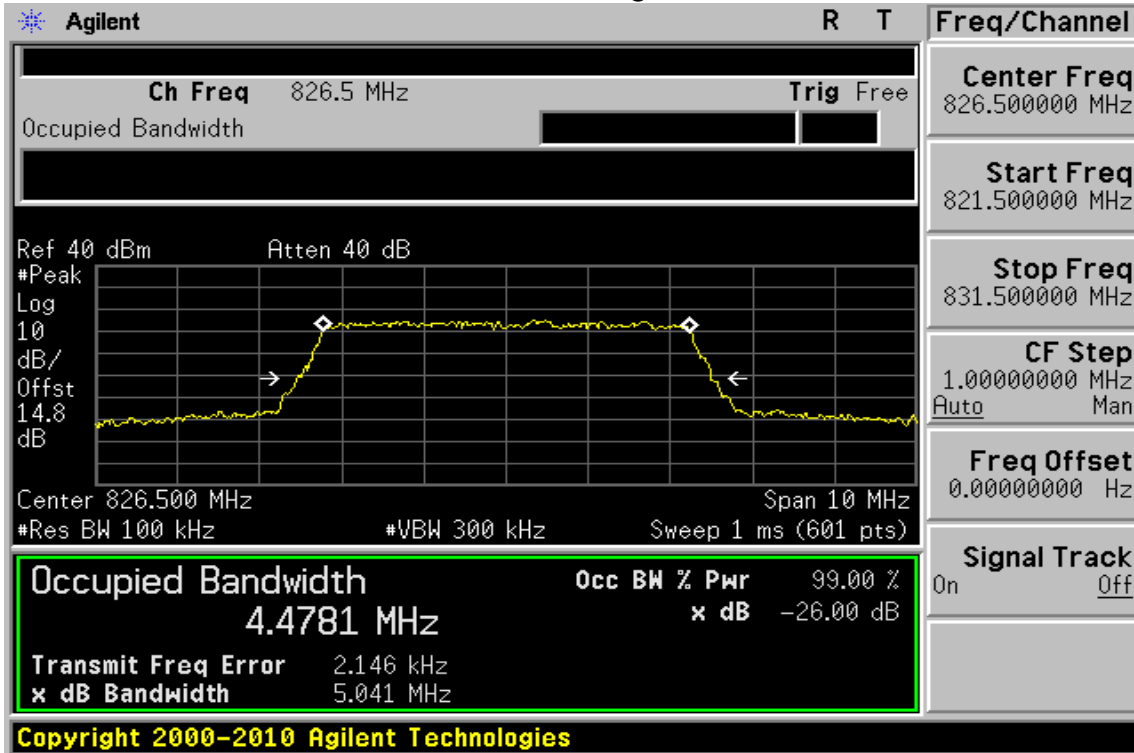 Agilent R T Freq/Channel
Ch Freq 826.5 MHz Trig Free
Occupied Bandwidth
Center Freq
826.500000 MHz
Start Freq
821.500000 MHz
Stop Freq
831.500000 MHz
CF Step
1.00000000 MHz
Auto Man
Freq Offset
0.00000000 Hz
Signal Track
On Off
Ref 40 dBm Atten 40 dB
#Peak
Log
10
dB/
Offst
14.8
dB
Center 826.500 MHz Span 10 MHz
#Res BW 100 kHz #VBW 300 kHz Sweep 1 ms (601 pts)
Occupied Bandwidth Occ BW % Pwr 99.00 %
4.4781 MHz x dB -26.00 dB
Transmit Freq Error 2.146 kHz
x dB Bandwidth 5.041 MHz
Copyright 2000-2010 Agilent Technologies